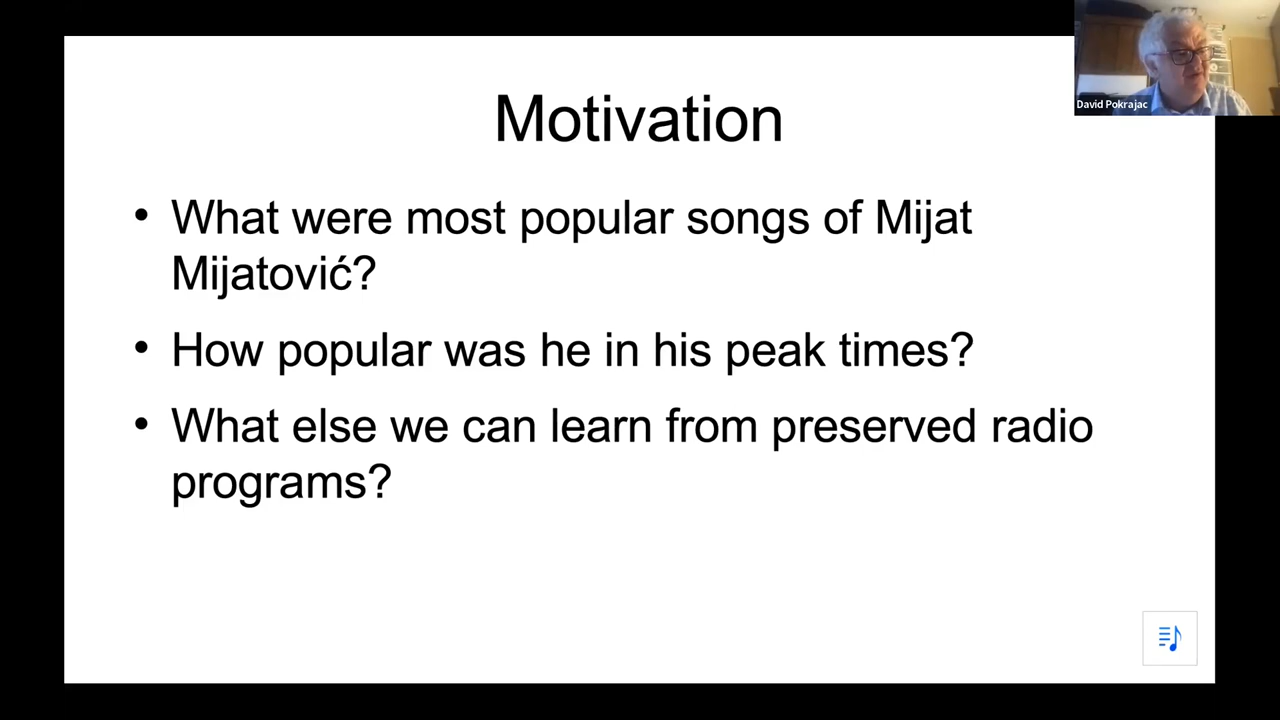 David Pokrajac
Motivation
• What were most popular songs of Mijat
Mijatović?
• How popular was he in his peak times?
• What else we can learn from preserved radio
programs?